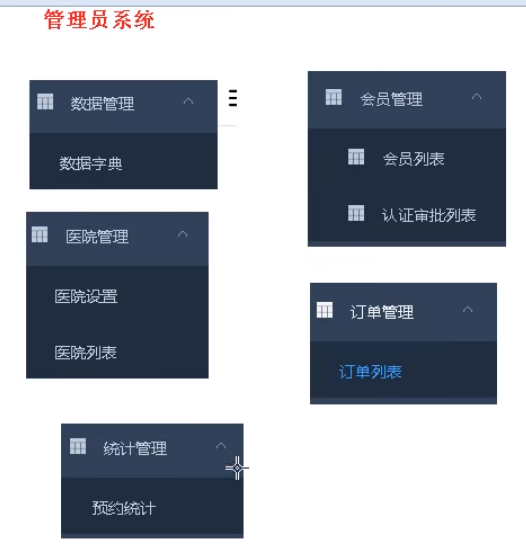 管理员系统
数据管理
数据字典
医院管理
医院设置
医院列表
统计管理
预约统计
会员管理
会员列表
认证审批列表
订单管理
订单列表